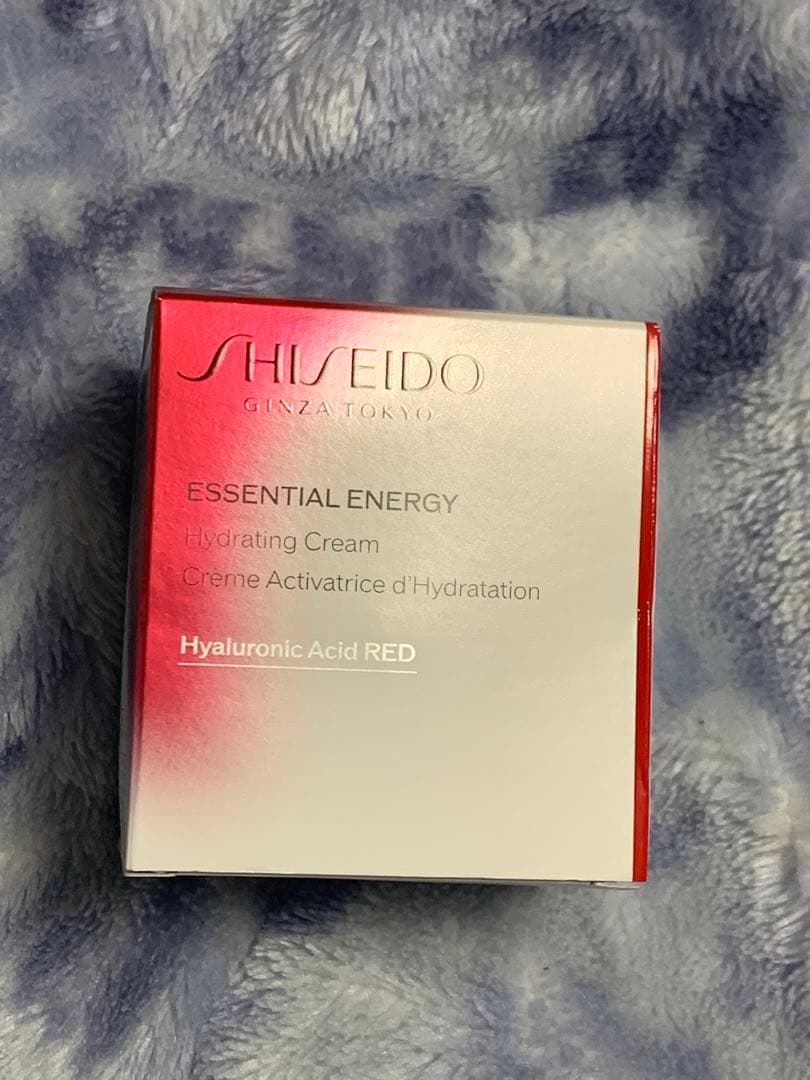 SHISEIDO
GINZA TOKYO
ESSENTIAL ENERGY
Hydrating Cream
Crème Activatrice d'Hydratation
Hyaluronic Acid RED